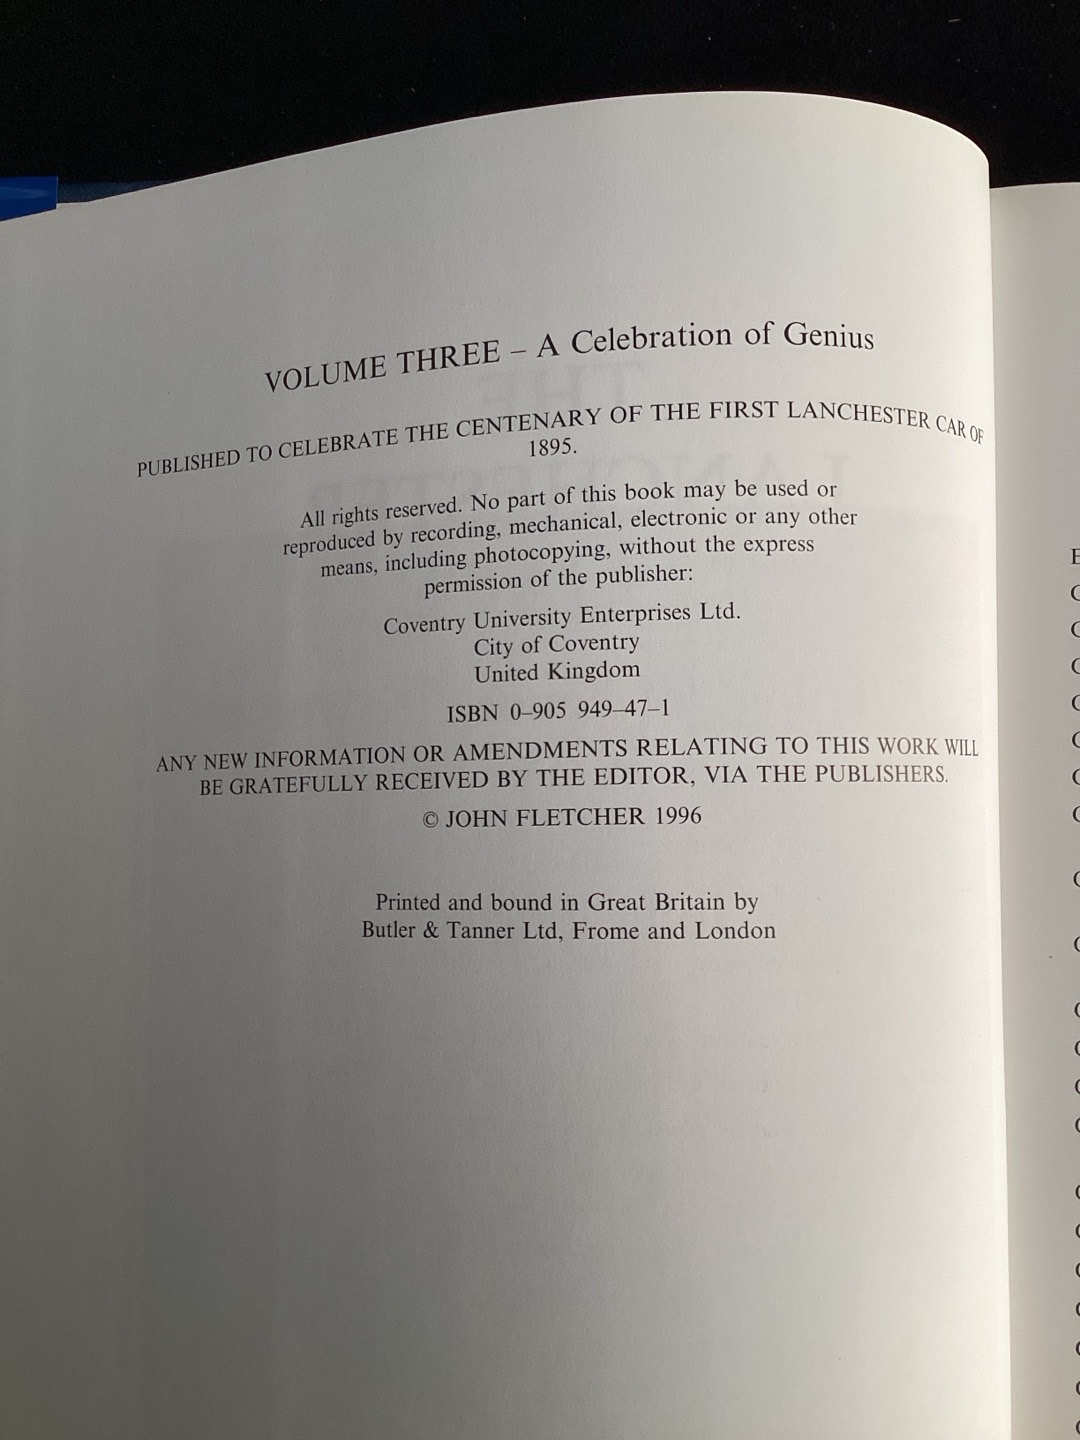 VOLUME THREE – A Celebration of Genius
PUBLISHED TO CELEBRATE THE CENTENARY OF THE FIRST LANCHESTER CAR OF
1895.
All rights reserved. No part of this book may be used or
reproduced by recording, mechanical, electronic or any other
means, including photocopying, without the express
permission of the publisher:
Coventry University Enterprises Ltd.
City of Coventry
United Kingdom
ISBN 0–905 949–47–1
ANY NEW INFORMATION OR AMENDMENTS RELATING TO THIS WORK WILL
BE GRATEFULLY RECEIVED BY THE EDITOR, VIA THE PUBLISHERS.
© JOHN FLETCHER 1996
Printed and bound in Great Britain by
Butler & Tanner Ltd, Frome and London